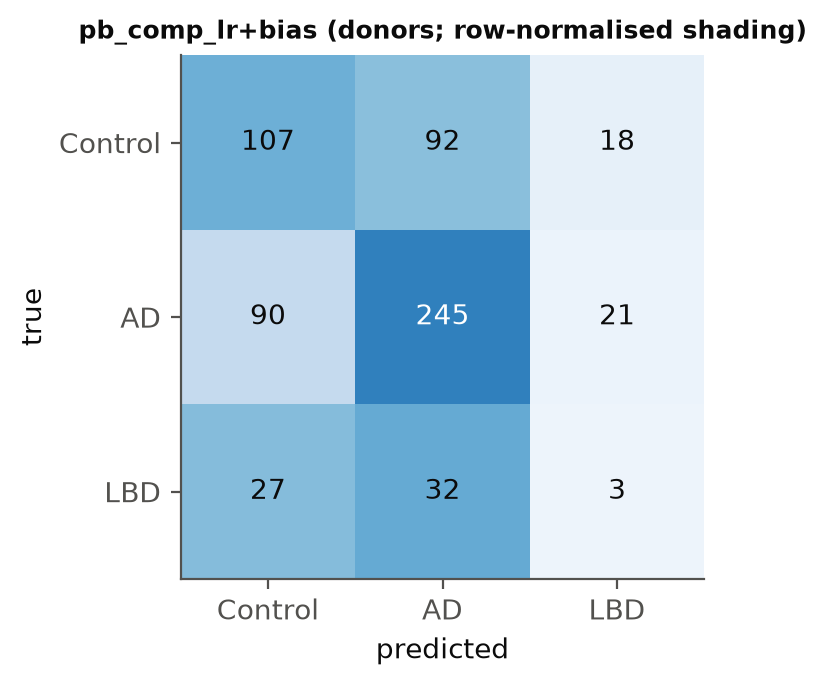 pb_comp_lr+bias (donors; row-normalised shading)
Control 107 92 18
AD 90 245 21
LBD 27 32 3
true
Control AD LBD
predicted